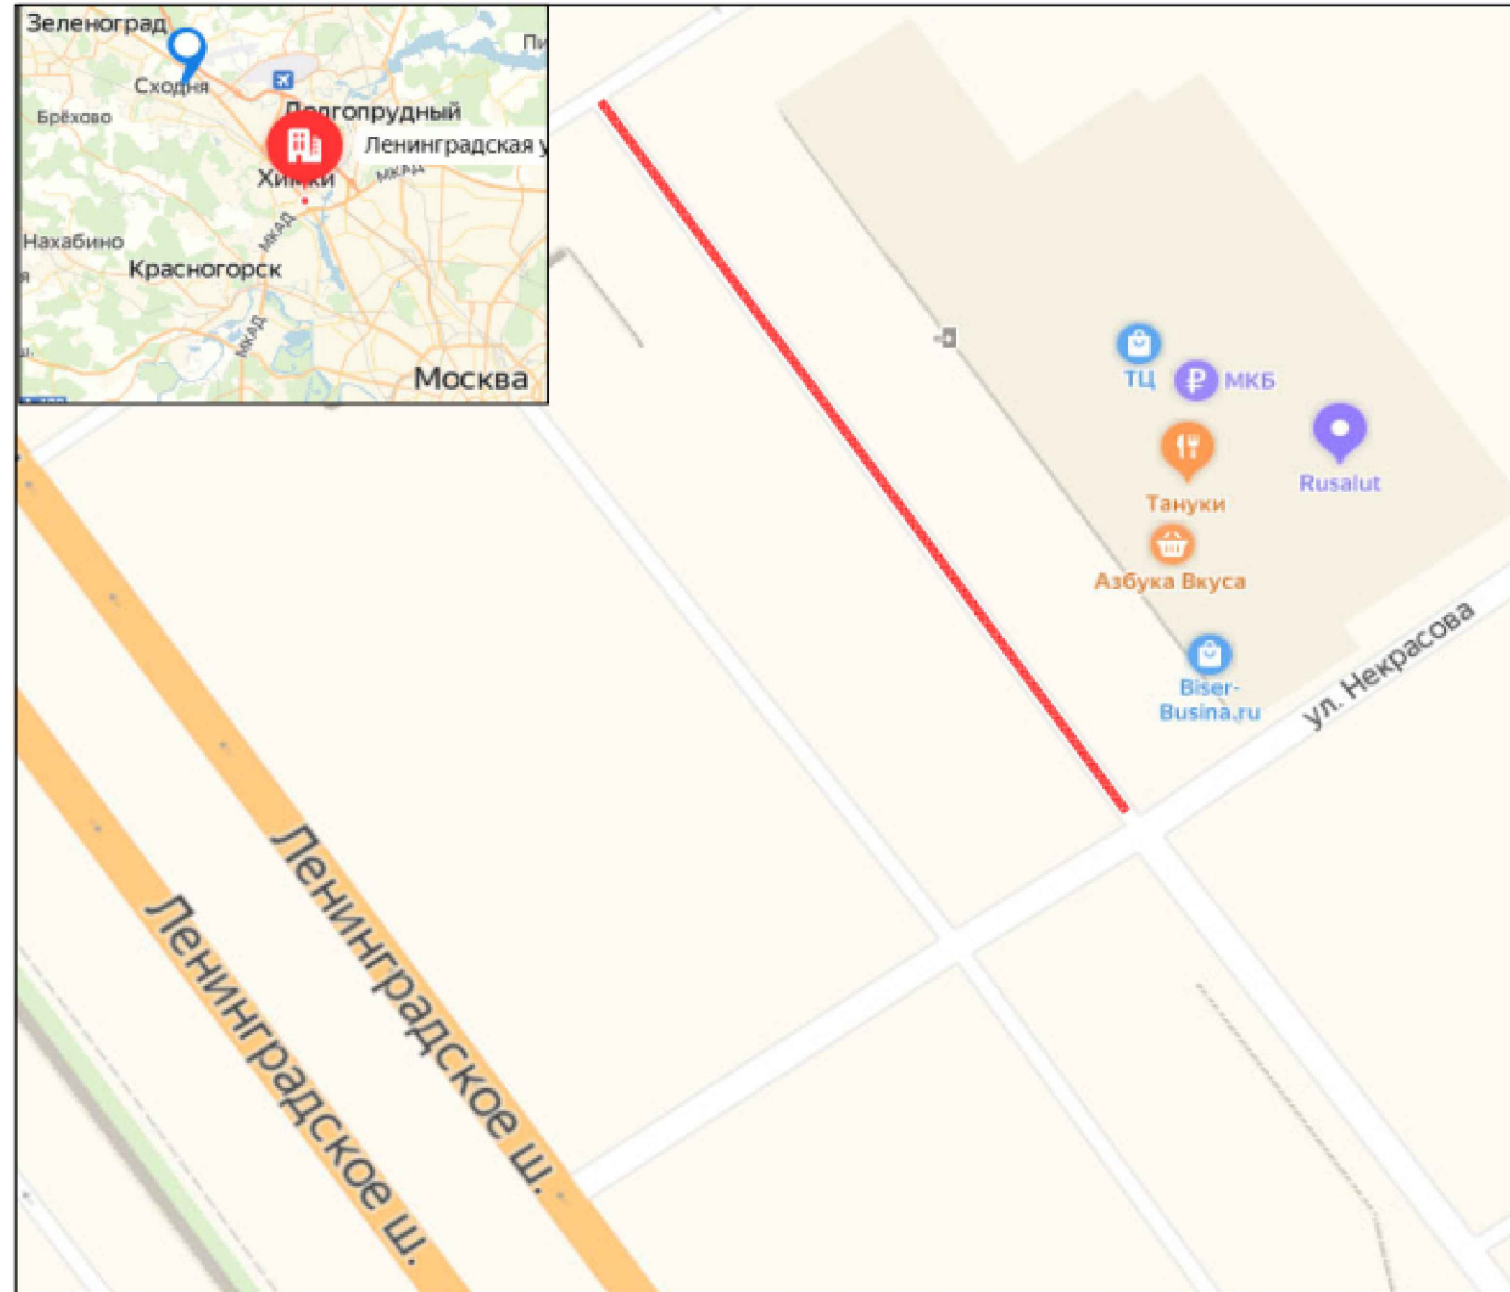 Зеленоград
Сходня
Брёхово
Долгопрудный
Ленинградская у
Химки
МКАД
МКАД
Нахабино
я
Красногорск
МКАД
ш.
Москва
Пи
ТЦ
МКБ
Rusalut
Тануки
Азбука Вкуса
Biser-
Busina.ru
ул. Некрасова
Ленинградское ш.
Ленинградское ш.